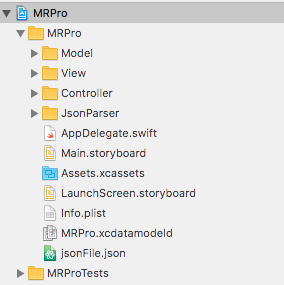 MRPro
MRPro
Model
View
Controller
JsonParser
AppDelegate.swift
Main.storyboard
Assets.xcassets
LaunchScreen.storyboard
Info.plist
MRPro.xcdatamodeld
jsonFile.json
MRProTests